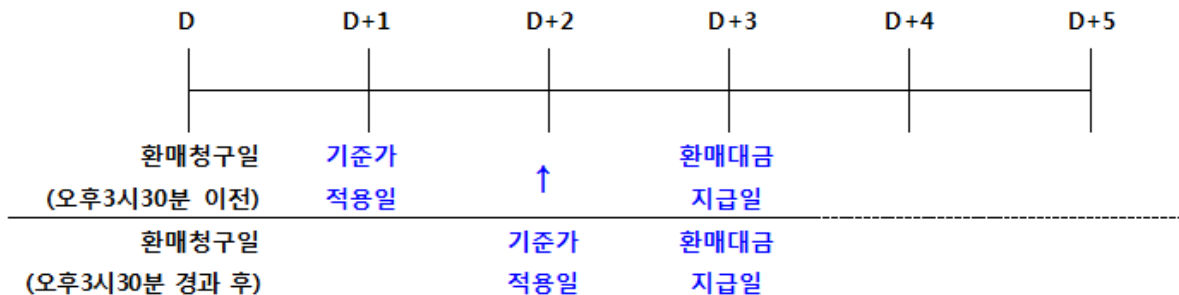 D D+1 D+2 D+3 D+4 D+5
환매청구일 기준가 환매대금
(오후3시30분 이전) 적용일 ↑ 지급일
환매청구일 기준가 환매대금
(오후3시30분 경과 후) 적용일 지급일